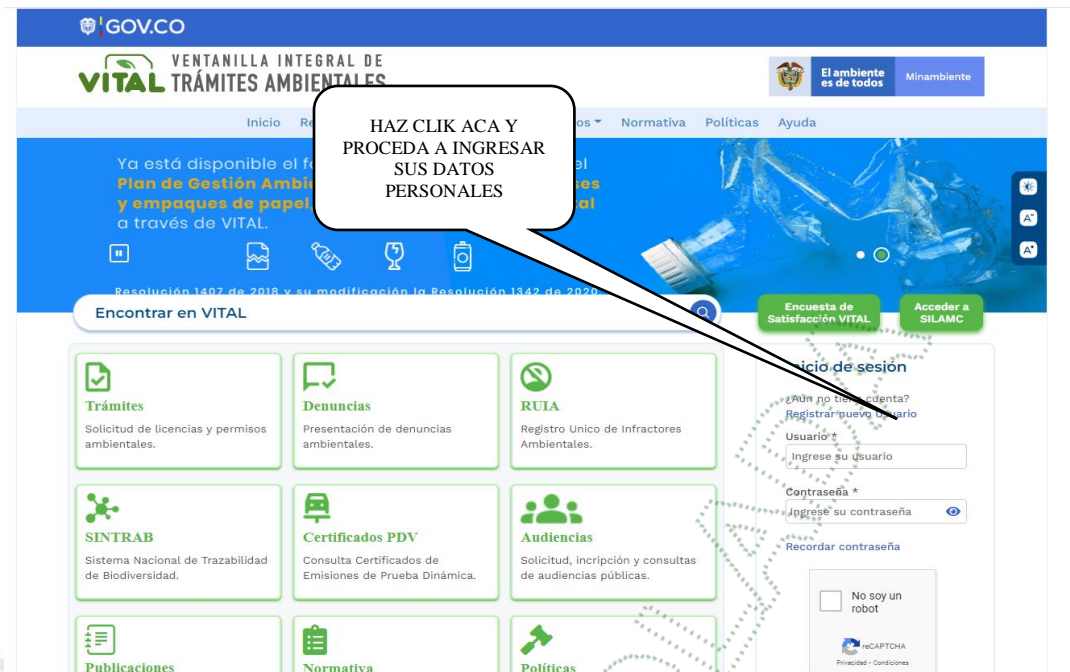 GOV.CO
VITAL
VENTANILLA INTEGRAL DE
TRÁMITES AMBIENTALES
El ambiente
es de todos
Minambiente
Inicio
Normativa
Políticas
Ayuda
HAZ CLIK ACA Y
PROCEDA A INGRESAR
SUS DATOS
PERSONALES
Ya está disponible el
Plan de Gestión
y empaques de papel,
a través de VITAL.
Resolución 1407 de 2018 y su modificación la Resolución 1342 de 2020
A-
A+
Encontrar en VITAL
Encuesta de
Satisfacción VITAL
Acceder a
SILAMC
Trámites
Solicitud de licencias y permisos
ambientales.
Denuncias
Presentación de denuncias
ambientales.
RUIA
Registro Unico de Infractores
Ambientales.
SINTRAB
Sistema Nacional de Trazabilidad
de Biodiversidad.
Certificados PDV
Consulta Certificados de
Emisiones de Prueba Dinámica.
Audiencias
Solicitud, incripción y consultas
de audiencias públicas.
Publicaciones
Normativa
Políticas
Inicio de sesión
¿Aún no tiene cuenta?
Registrar nuevo usuario
Usuario *
Ingrese su usuario
Contraseña *
Ingrese su contraseña
Recordar contraseña
No soy un
robot
reCAPTCHA
Privacidad - Condiciones